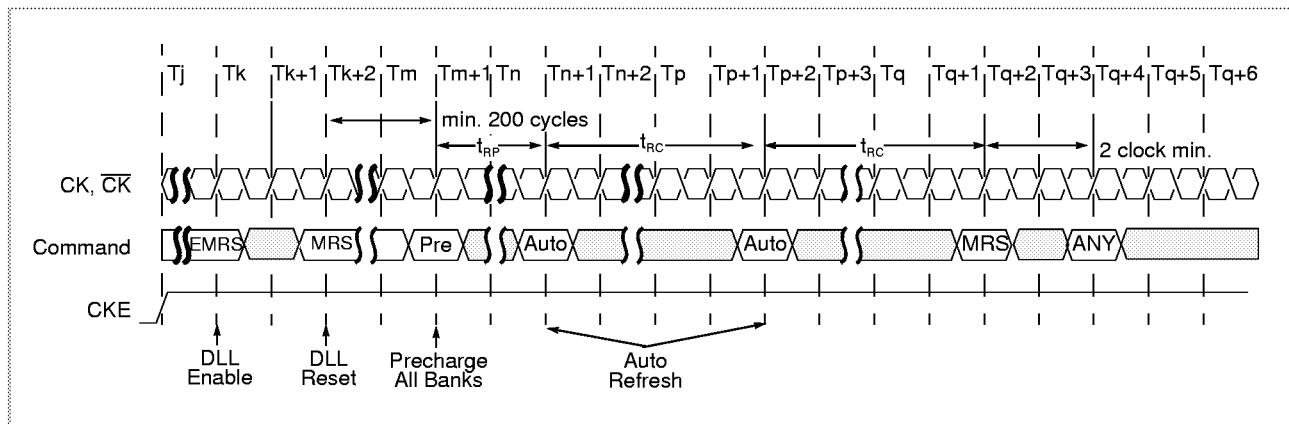 Tj Tk Tk+1 Tk+2 Tm Tm+1 Tn Tn+1 Tn+2 Tp Tp+1 Tp+2 Tp+3 Tq Tq+1 Tq+2 Tq+3 Tq+4 Tq+5 Tq+6
min. 200 cycles
tRP tRC tRC 2 clock min.
CK, CK
Command EMRS MRS Pre Auto Auto MRS ANY
CKE
DLL Enable
DLL Reset
Precharge All Banks
Auto Refresh